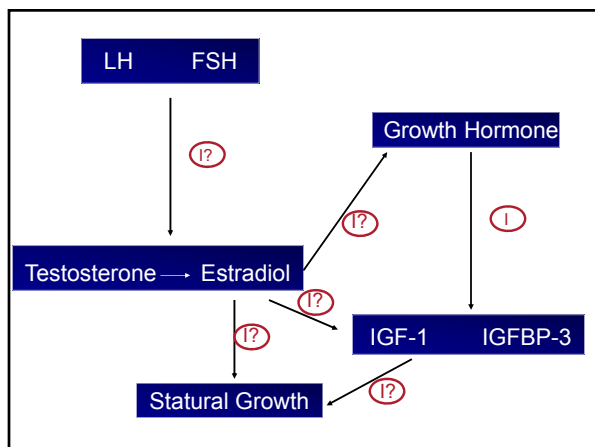 LH FSH
Growth Hormone
I?
I?
I
Testosterone Estradiol
I?
I?
IGF-1 IGFBP-3
I?
Statural Growth